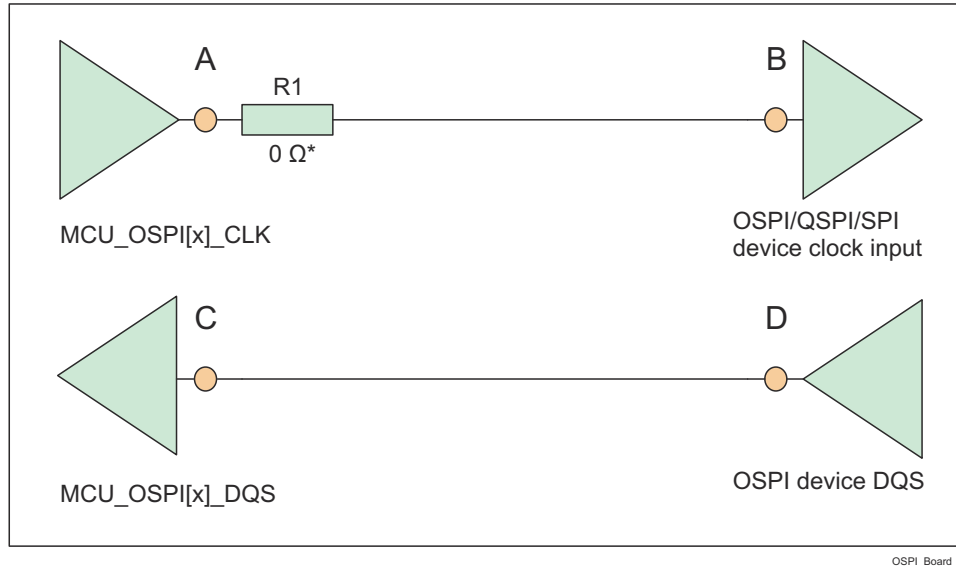 A
B
R1
0 Ω*
MCU_OSPI[x]_CLK
OSPI/QSPI/SPI
device clock input
C
D
MCU_OSPI[x]_DQS
OSPI device DQS
OSPI_Board